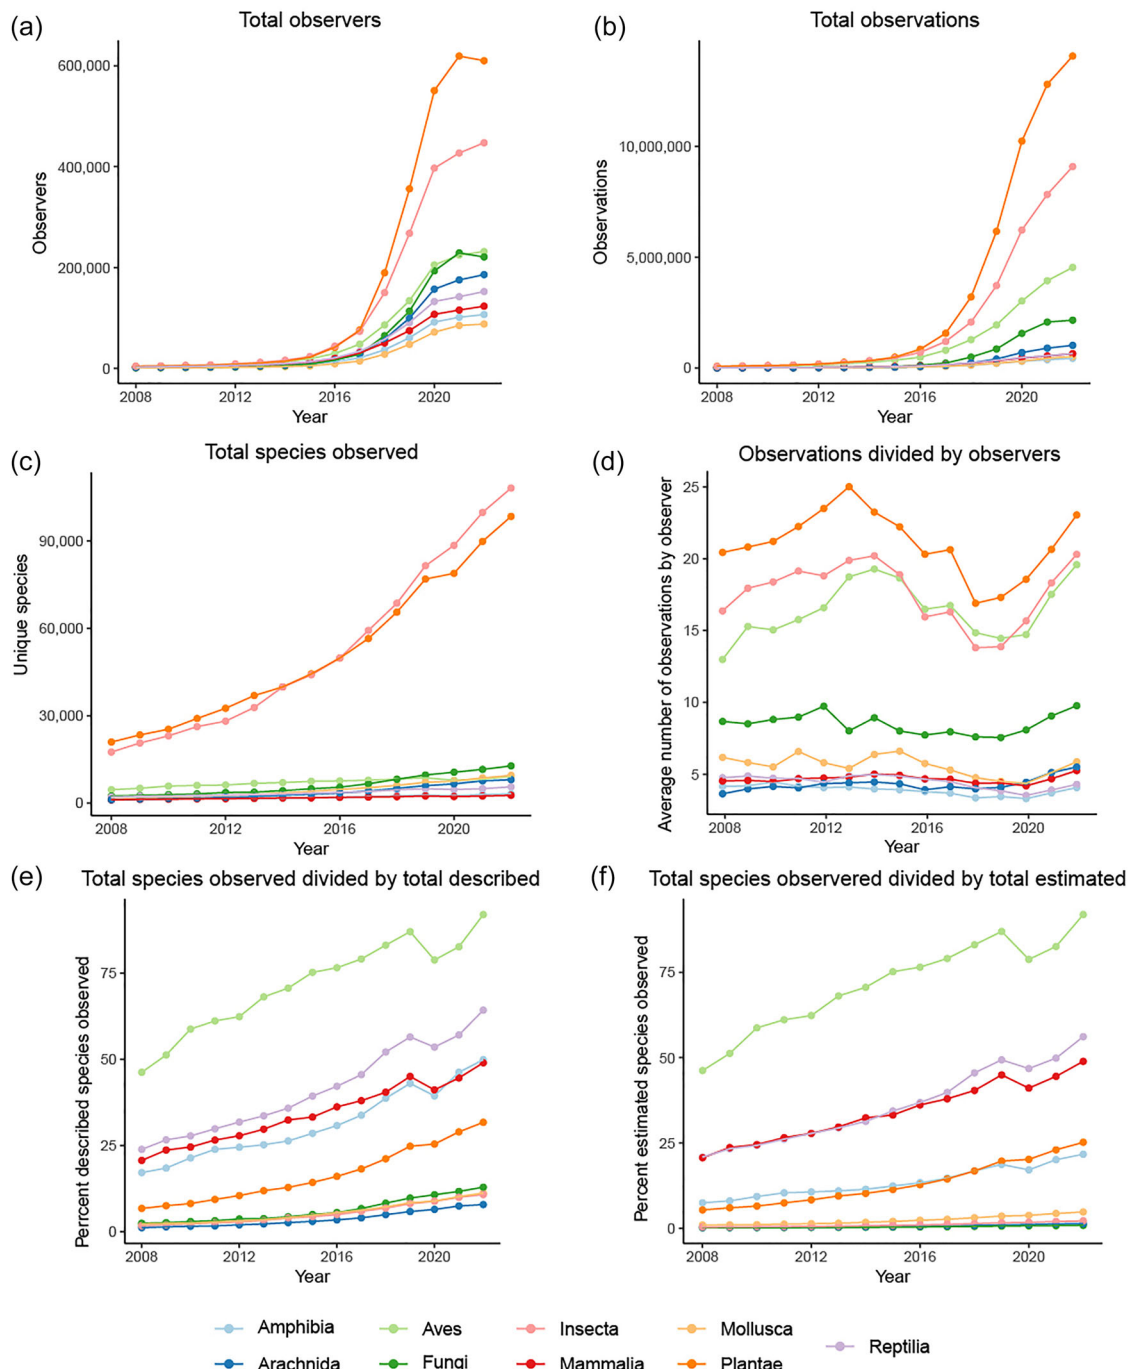 (a) Total observers
600,000
400,000
200,000
0
Observers
2008 2012 2016 2020
Year
(b) Total observations
10,000,000
5,000,000
0
Observations
2008 2012 2016 2020
Year
(c) Total species observed
90,000
60,000
30,000
0
Unique species
2008 2012 2016 2020
Year
(d) Observations divided by observers
25
20
15
10
5
Average number of observations by observer
2008 2012 2016 2020
Year
(e) Total species observed divided by total described
75
50
25
0
Perrcent described species observed
2008 2012 2016 2020
Year
(f) Total species observered divided by total estimated
75
50
25
0
Percent estimated species observed
2008 2012 2016 2020
Year
Amphibia Aves Insecta Mollusca Reptilia
Arachnida Fungi Mammalia Plantae